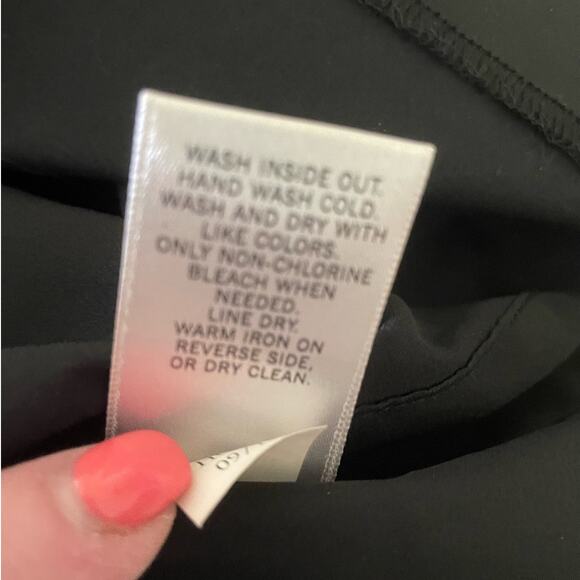 WASH INSIDE OUT.
HAND WASH COLD.
WASH AND DRY WITH
LIKE COLORS.
ONLY NON-CHLORINE
BLEACH WHEN
NEEDED.
LINE DRY.
WARM IRON ON
REVERSE SIDE,
OR DRY CLEAN.